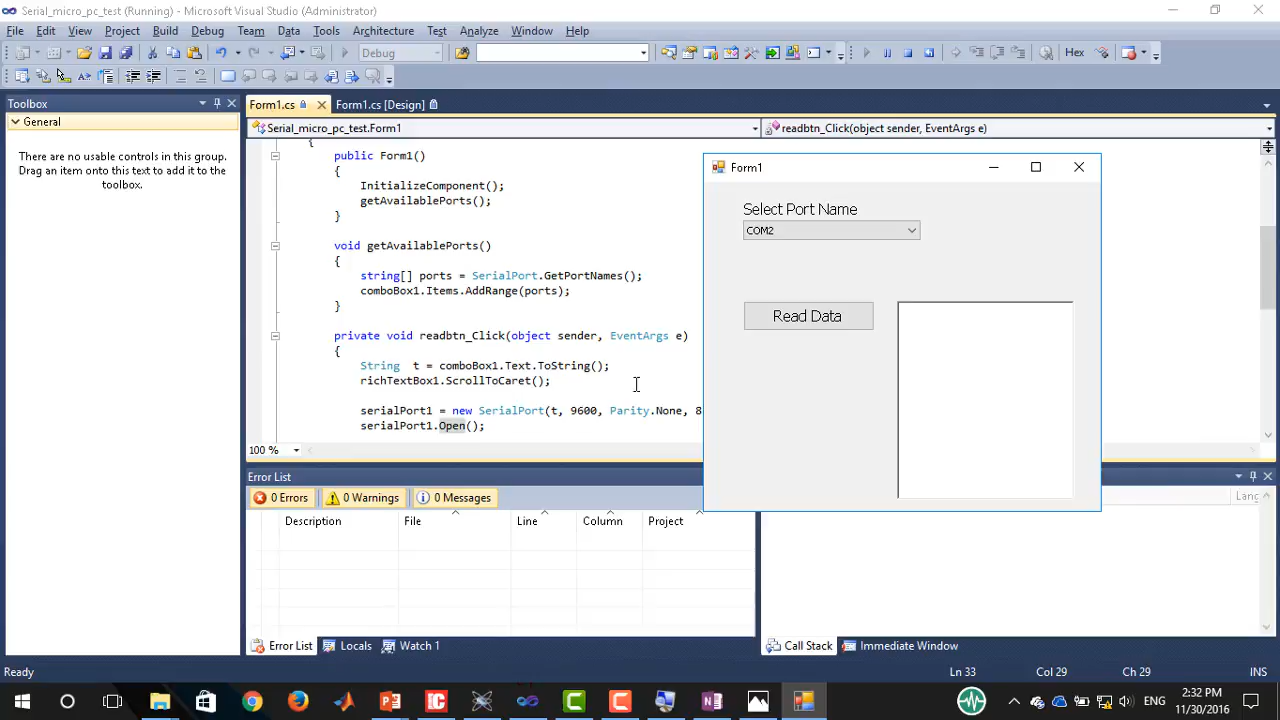 Serial_micro_pc_test (Running) - Microsoft Visual Studio (Administrator)
File Edit View Project Build Debug Team Data Tools Architecture Test Analyze Window Help
Debug Hex
Toolbox
General
There are no usable controls in this group.
Drag an item onto this text to add it to the
toolbox.
Form1.cs Form1.cs [Design]
Serial_micro_pc_test.Form1 readbtn_Click(object sender, EventArgs e)
{
public Form1()
{
InitializeComponent();
getAvailablePorts();
}
void getAvailablePorts()
{
string[] ports = SerialPort.GetPortNames();
comboBox1.Items.AddRange(ports);
}
private void readbtn_Click(object sender, EventArgs e)
{
String t = comboBox1.Text.ToString();
richTextBox1.ScrollToCaret();
serialPort1 = new SerialPort(t, 9600, Parity.None, 8
serialPort1.Open();
100 %
Form1
Select Port Name
COM2
Read Data
Error List
0 Errors 0 Warnings 0 Messages
Description File Line Column Project
Lang
Error List Locals Watch 1
Call Stack Immediate Window
Ready Ln 33 Col 29 Ch 29 INS
ENG
2:32 PM
11/30/2016